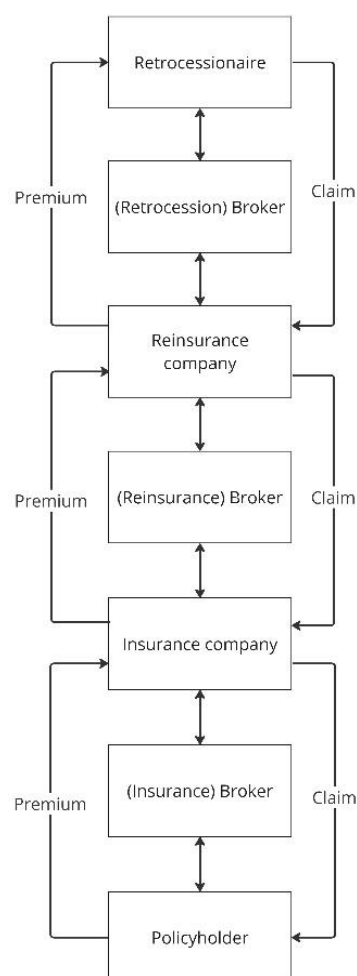 Retrocessionaire
Premium
(Retrocession) Broker
Claim
Reinsurance
company
Premium
(Reinsurance) Broker
Claim
Insurance company
Premium
(Insurance) Broker
Claim
Policyholder